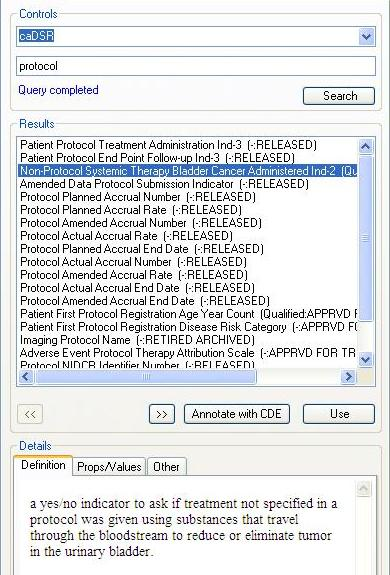 Controls
caDSR
protocol
Query completed
Search
Results
Patient Protocol Treatment Administration Ind-3 (-:RELEASED)
Patient Protocol End Point Follow-up Ind-3 (-:RELEASED)
Non-Protocol Systemic Therapy Bladder Cancer Administered Ind-2 (Qu
Amended Data Protocol Submission Indicator (-:RELEASED)
Protocol Planned Accrual Number (-:RELEASED)
Protocol Planned Accrual Rate (-:RELEASED)
Protocol Amended Accrual Number (-:RELEASED)
Protocol Actual Accrual Rate (-:RELEASED)
Protocol Planned Accrual End Date (-:RELEASED)
Protocol Actual Accrual Number (-:RELEASED)
Protocol Amended Accrual Rate (-:RELEASED)
Protocol Actual Accrual End Date (-:RELEASED)
Protocol Amended Accrual End Date (-:RELEASED)
Patient First Protocol Registration Age Year Count (Qualified:APPRVD F
Patient First Protocol Registration Disease Risk Category (-:APPRVD F(
Imaging Protocol Name (-:RETIRED ARCHIVED)
Adverse Event Protocol Therapy Attribution Scale (-:APPRVD FOR TR
Protocol NIDCR Identifier Number (-:RELEASED)
<< >> Annotate with CDE Use
Details
Definition Props/Values Other
a yes/no indicator to ask if treatment not specified in a
protocol was given using substances that travel
through the bloodstream to reduce or eliminate tumor
in the urinary bladder.